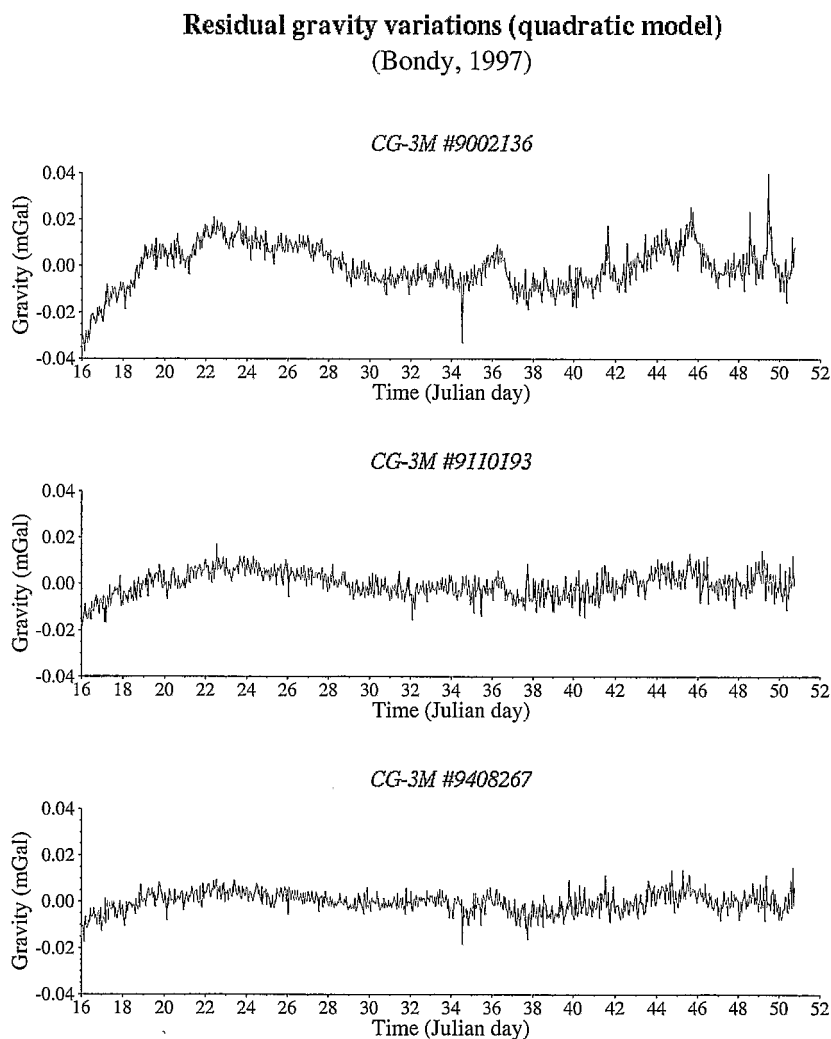 Residual gravity variations (quadratic model)
(Bondy, 1997)
CG-3M #9002136
Gravity (mGal)
0.04
0.02
0.00
-0.02
-0.04
16 18 20 22 24 26 28 30 32 34 36 38 40 42 44 46 48 50 52
Time (Julian day)
CG-3M #9110193
Gravity (mGal)
0.04
0.02
0.00
-0.02
-0.04
16 18 20 22 24 26 28 30 32 34 36 38 40 42 44 46 48 50 52
Time (Julian day)
CG-3M #9408267
Gravity (mGal)
0.04
0.02
0.00
-0.02
-0.04
16 18 20 22 24 26 28 30 32 34 36 38 40 42 44 46 48 50 52
Time (Julian day)